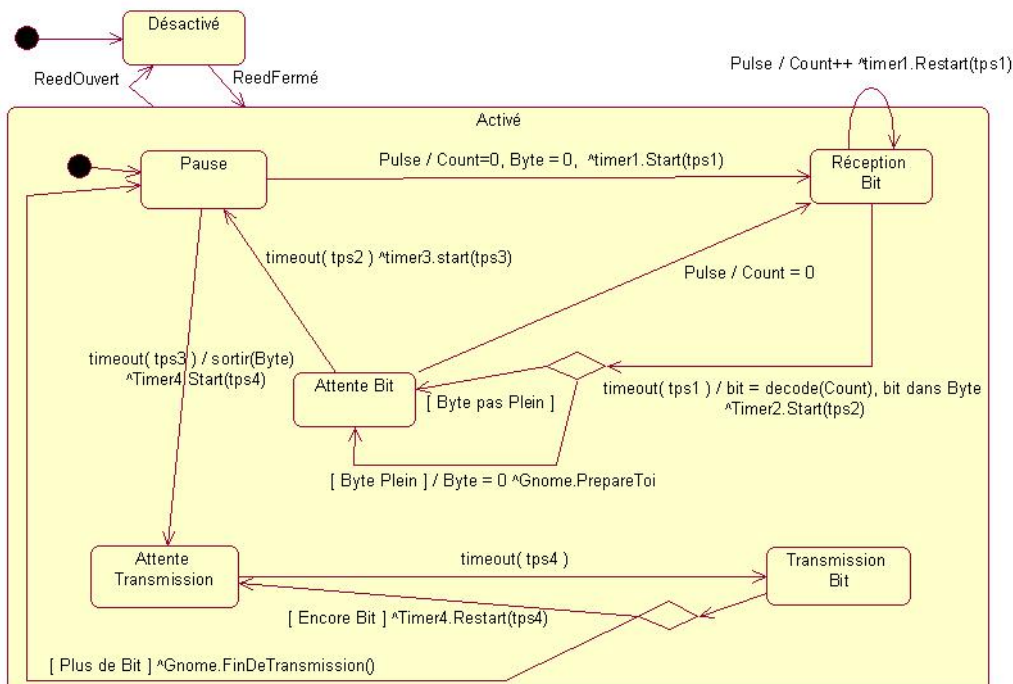 Désactivé
ReedOuvert
ReedFermé
Pulse / Count++ ^timer1.Restart(tps1)
Activé
Pause
Pulse / Count=0, Byte = 0, ^timer1.Start(tps1)
Réception
Bit
timeout( tps2 ) ^timer3.start(tps3)
Pulse / Count = 0
timeout( tps3 ) / sortir(Byte)
^Timer4.Start(tps4)
Attente Bit
[ Byte pas Plein ]
timeout( tps1 ) / bit = decode(Count), bit dans Byte
^Timer2.Start(tps2)
[ Byte Plein ] / Byte = 0 ^Gnome.PrepareToi
Attente
Transmission
timeout( tps4 )
Transmission
Bit
[ Encore Bit ] ^Timer4.Restart(tps4)
[ Plus de Bit ] ^Gnome.FinDeTransmission()